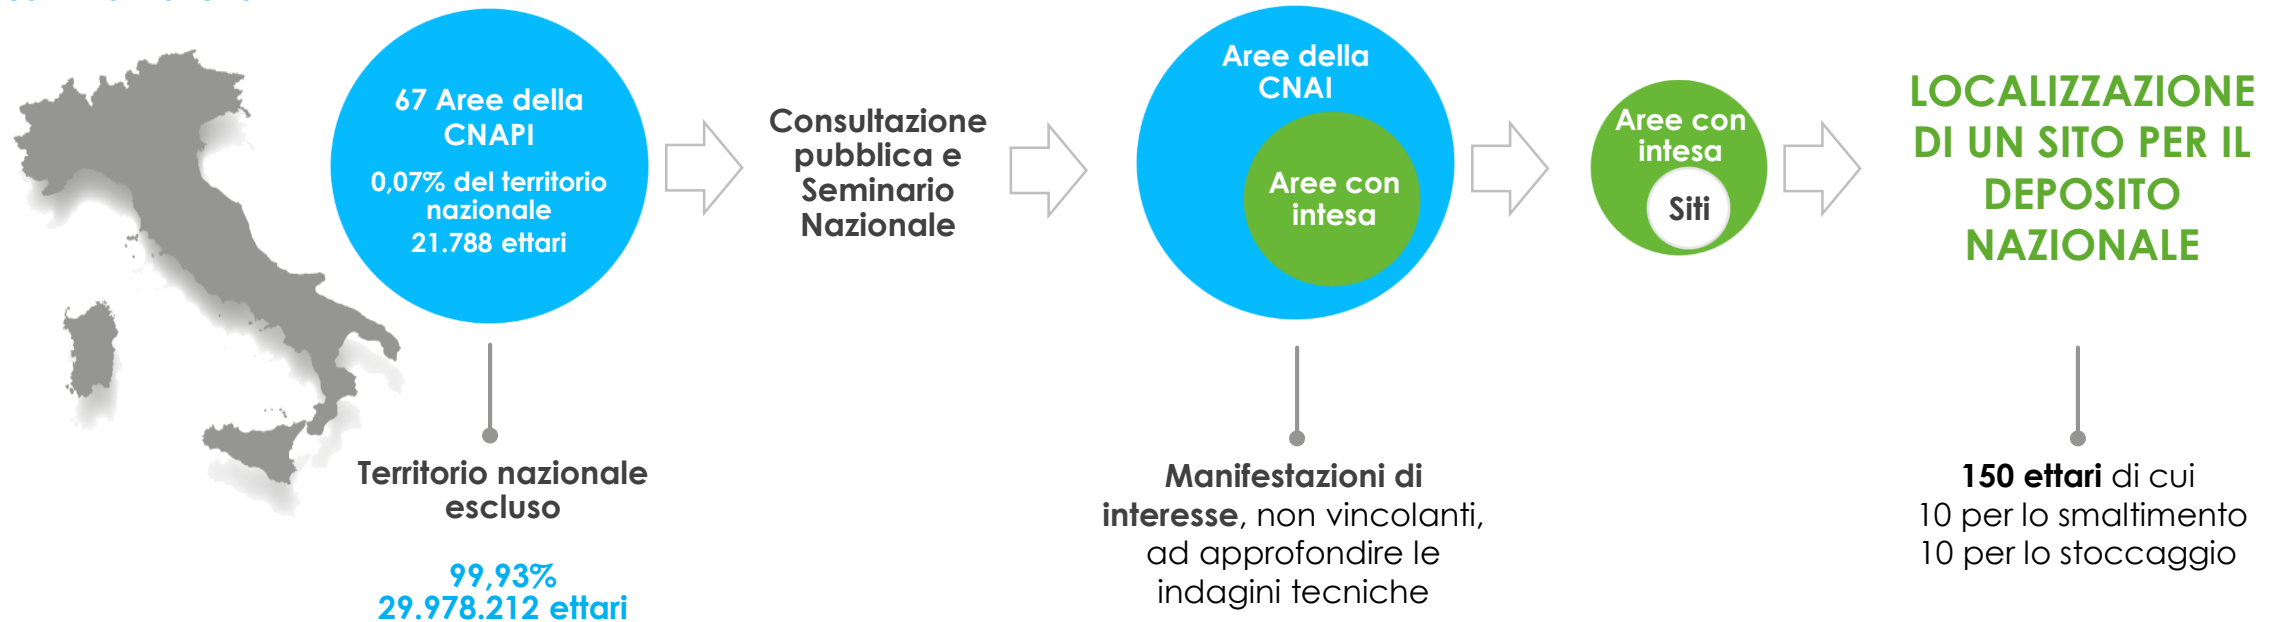 67 Aree della
CNAPI
0,07% del territorio
nazionale
21.788 ettari
Territorio nazionale
escluso
99,93%
29.978.212 ettari
Consultazione
pubblica e
Seminario
Nazionale
Aree della
CNAI
Aree con
intesa
Manifestazioni di
interesse, non vincolanti,
ad approfondire le
indagini tecniche
Aree con
intesa
Siti
LOCALIZZAZIONE
DI UN SITO PER IL
DEPOSITO
NAZIONALE
150 ettari di cui
10 per lo smaltimento
10 per lo stoccaggio